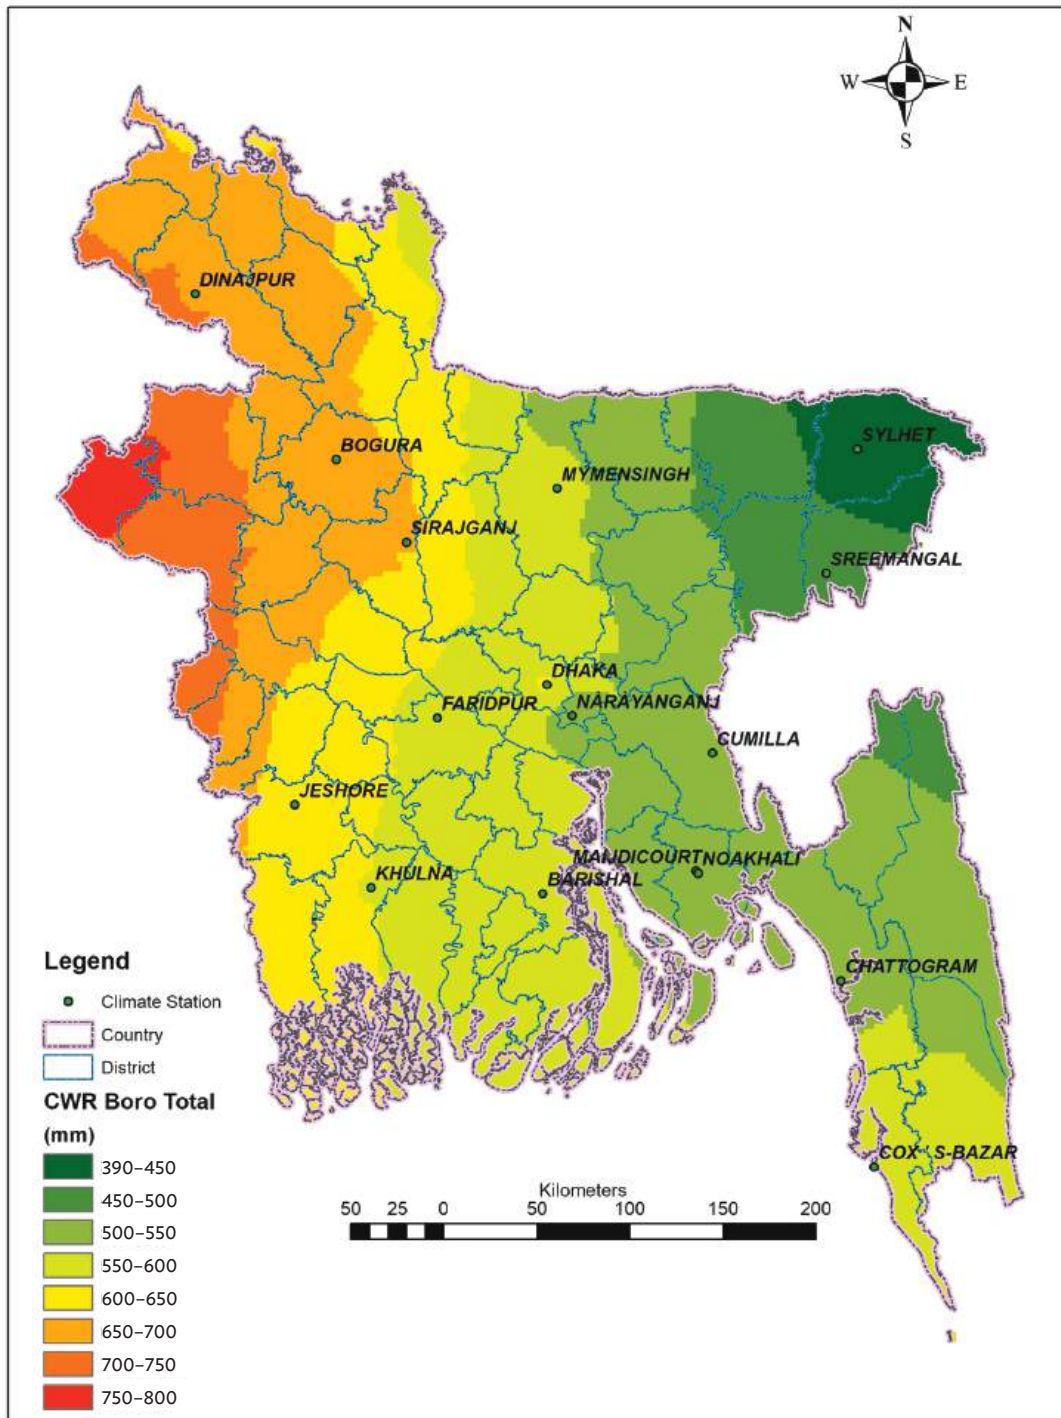 N
W
E
S
DINAJPUR
BOGURA
SYLHET
MYMENSINGH
SIRAJGANJ
SREEMANGAL
DHAKA
FARIDPUR
NARAYANGANJ
CUMILLA
JESHORE
MAIJDICOURT
NOAKHALI
KHULNA
BARISHAL
CHATTOGRAM
COX ' S-BAZAR
Legend
Climate Station
Country
District
CWR Boro Total
(mm)
390–450
450–500
500–550
550–600
600–650
650–700
700–750
750–800
Kilometers
50 25 0 50 100 150 200